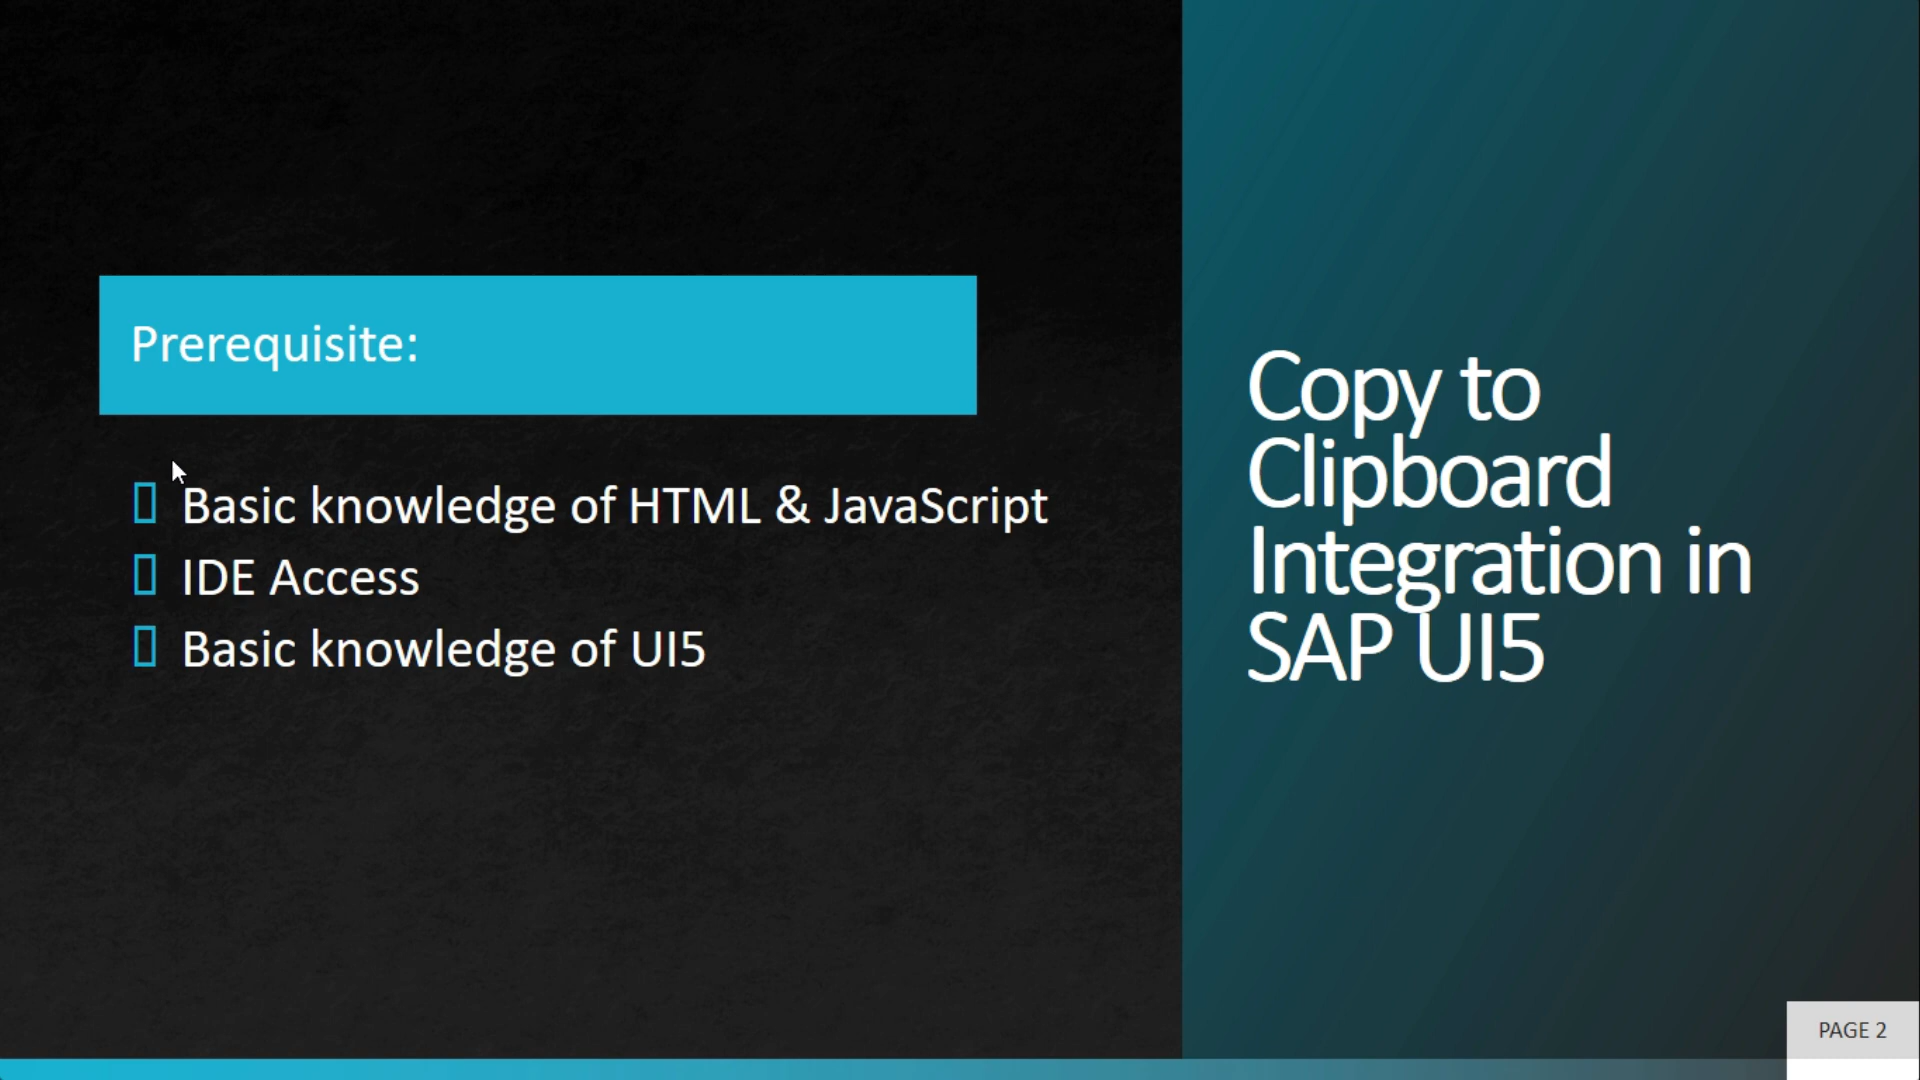 Prerequisite:
Basic knowledge of HTML & JavaScript
IDE Access
Basic knowledge of UI5
Copy to
Clipboard
Integration in
SAP UI5
PAGE 2